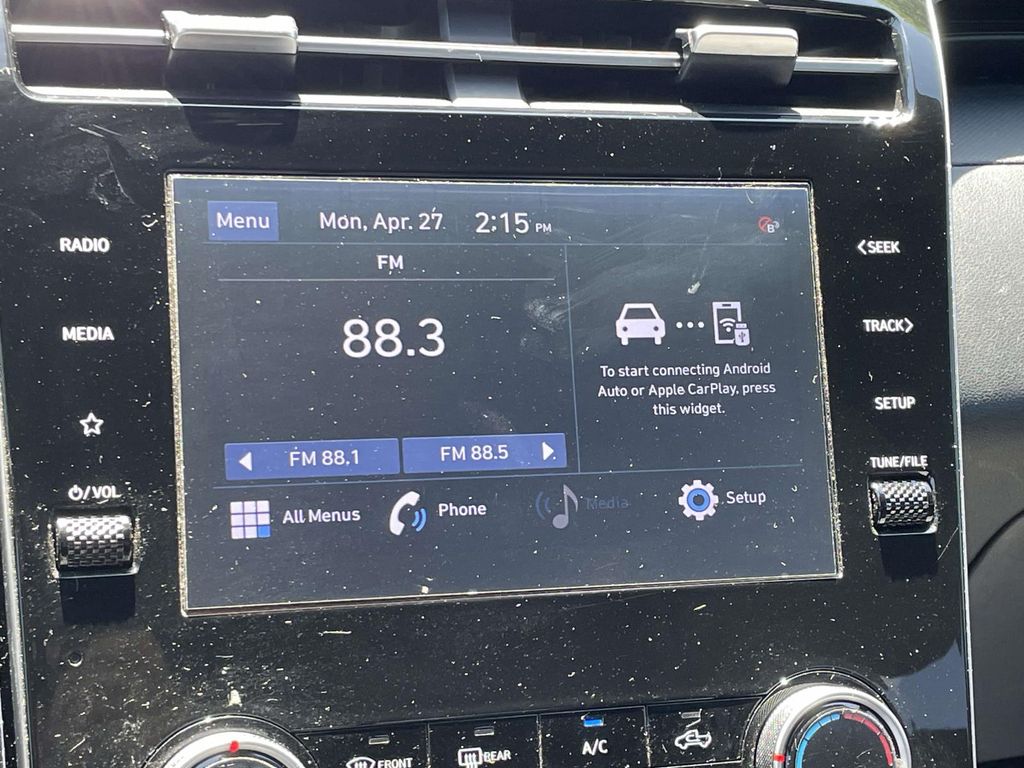 Menu Mon, Apr. 27 2:15 PM
B
RADIO
<SEEK
FM
88.3
MEDIA
TRACK>
To start connecting Android
Auto or Apple CarPlay, press
this widget.
SETUP
FM 88.1 FM 88.5
TUNE/FILE
/VOL
All Menus Phone Media Setup
FRONT REAR A/C